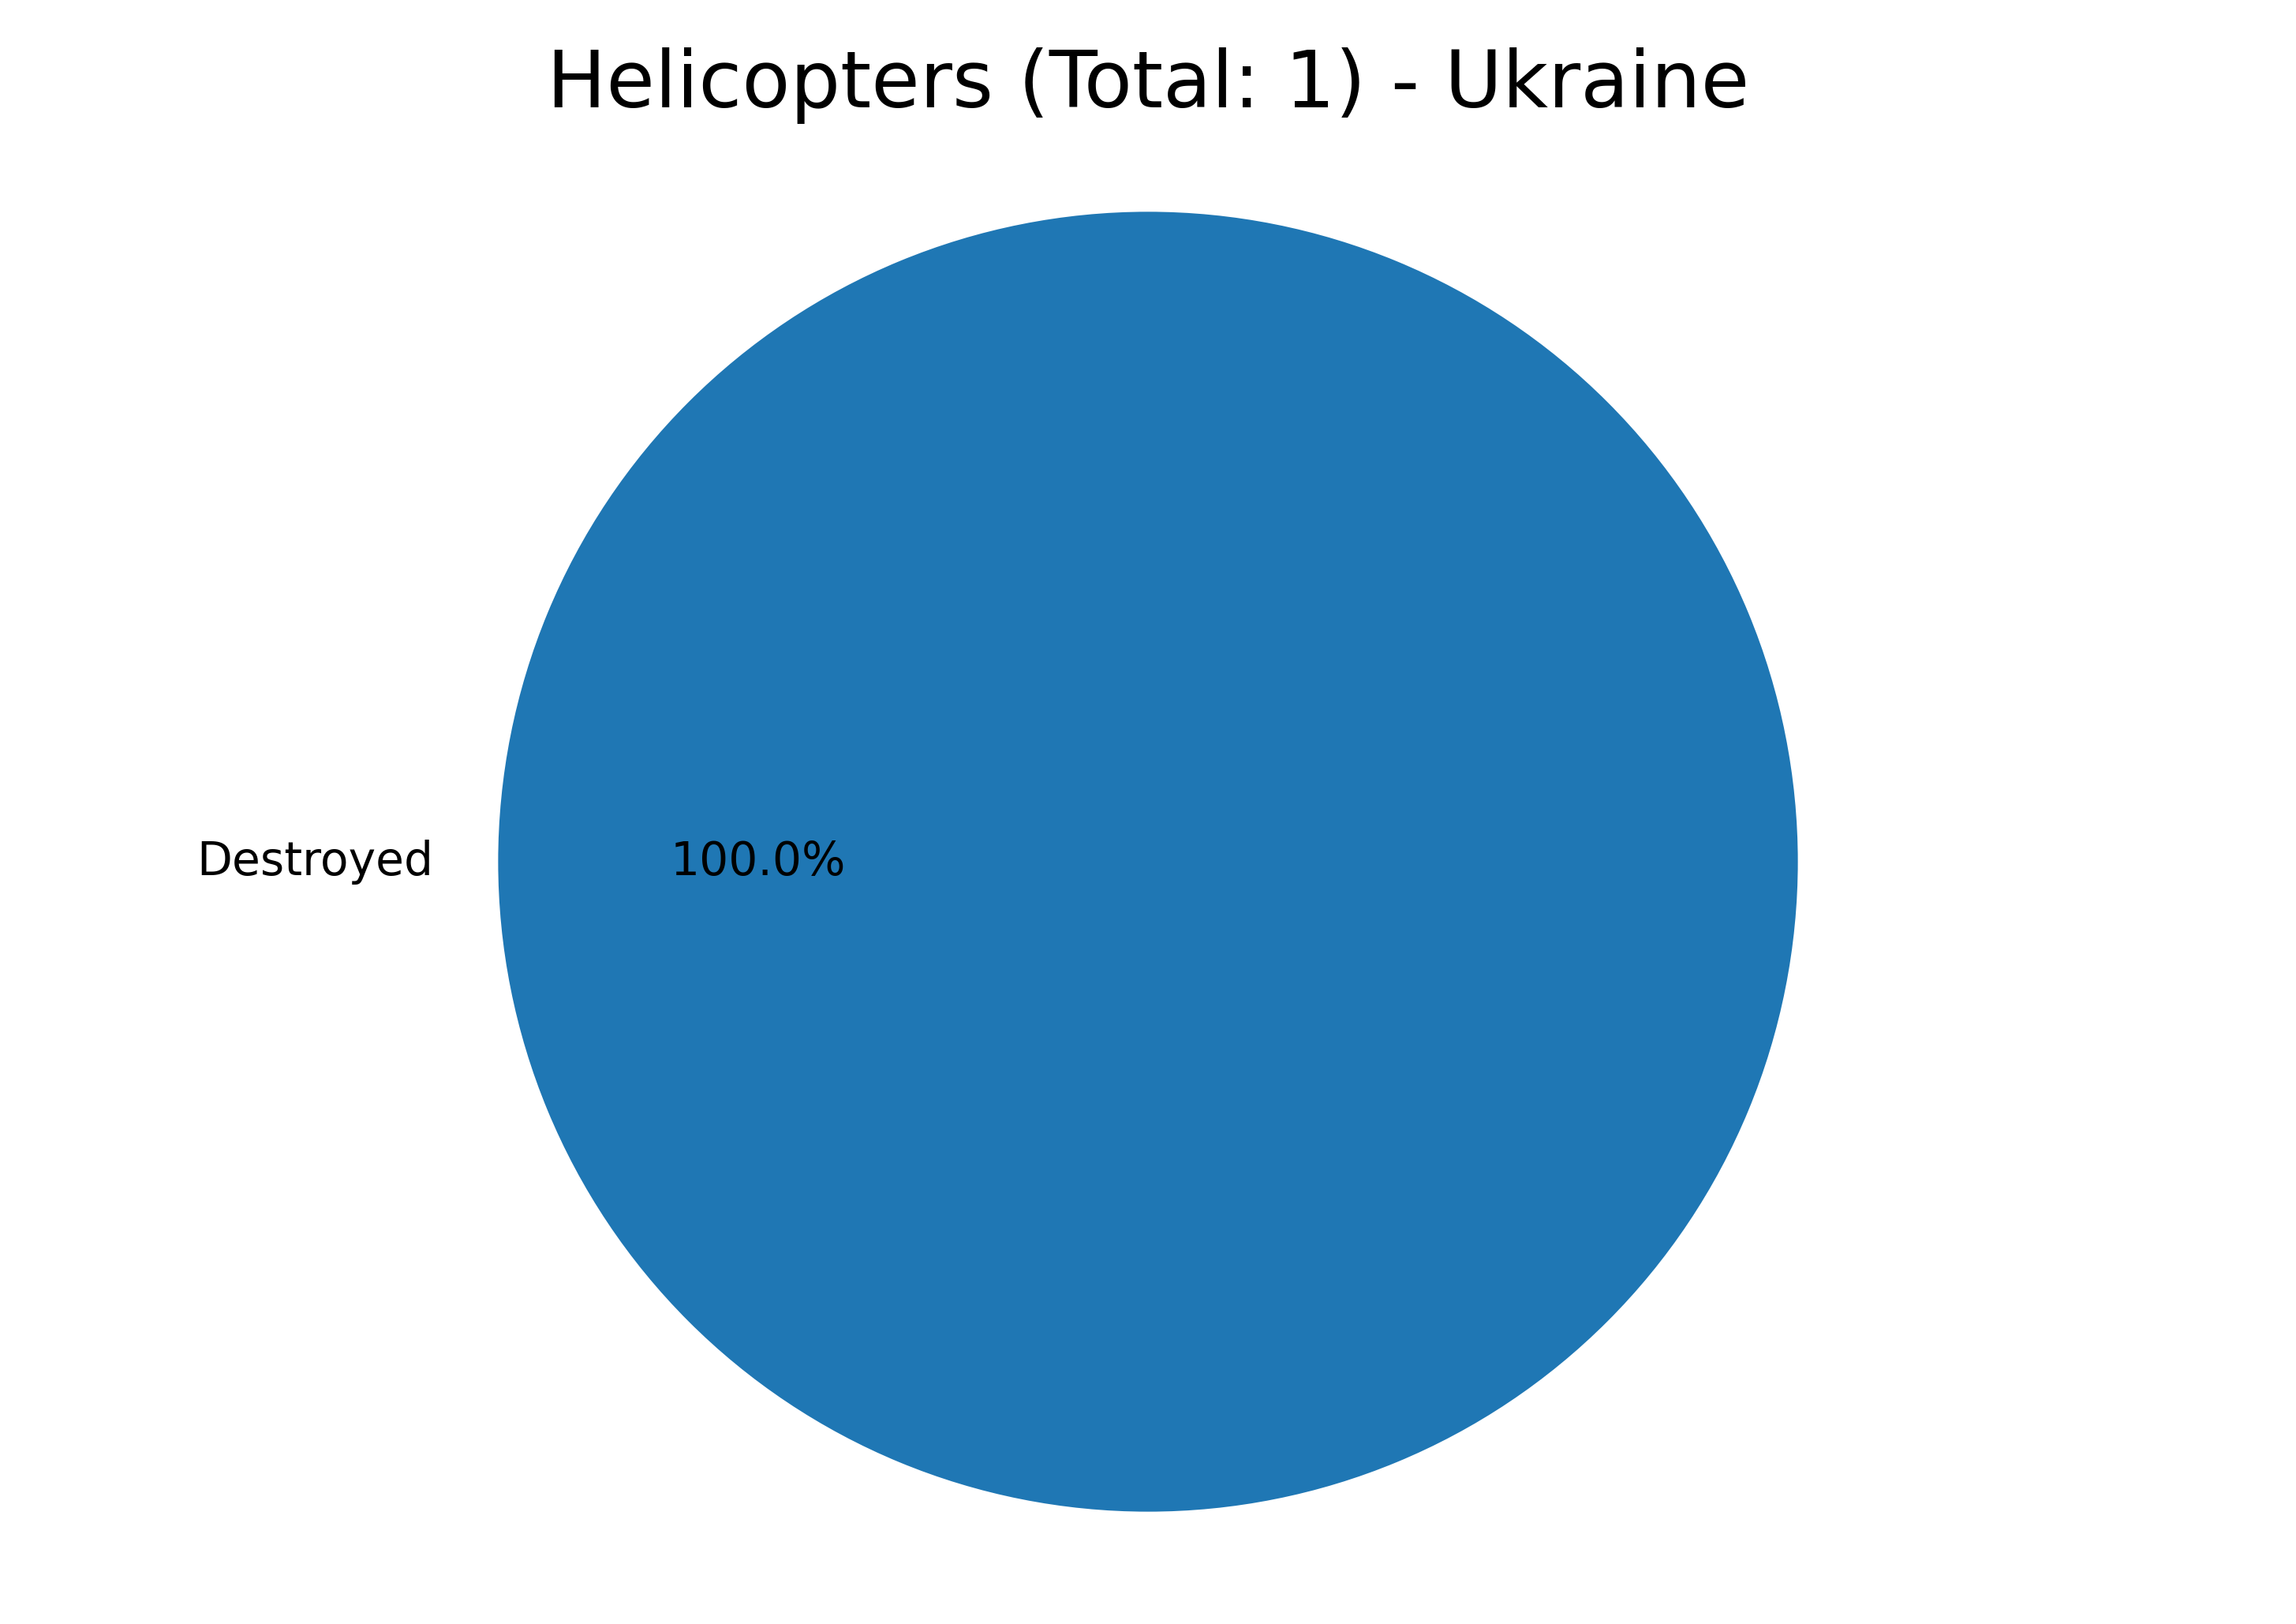 Helicopters (Total: 1) - Ukraine
Destroyed
100.0%